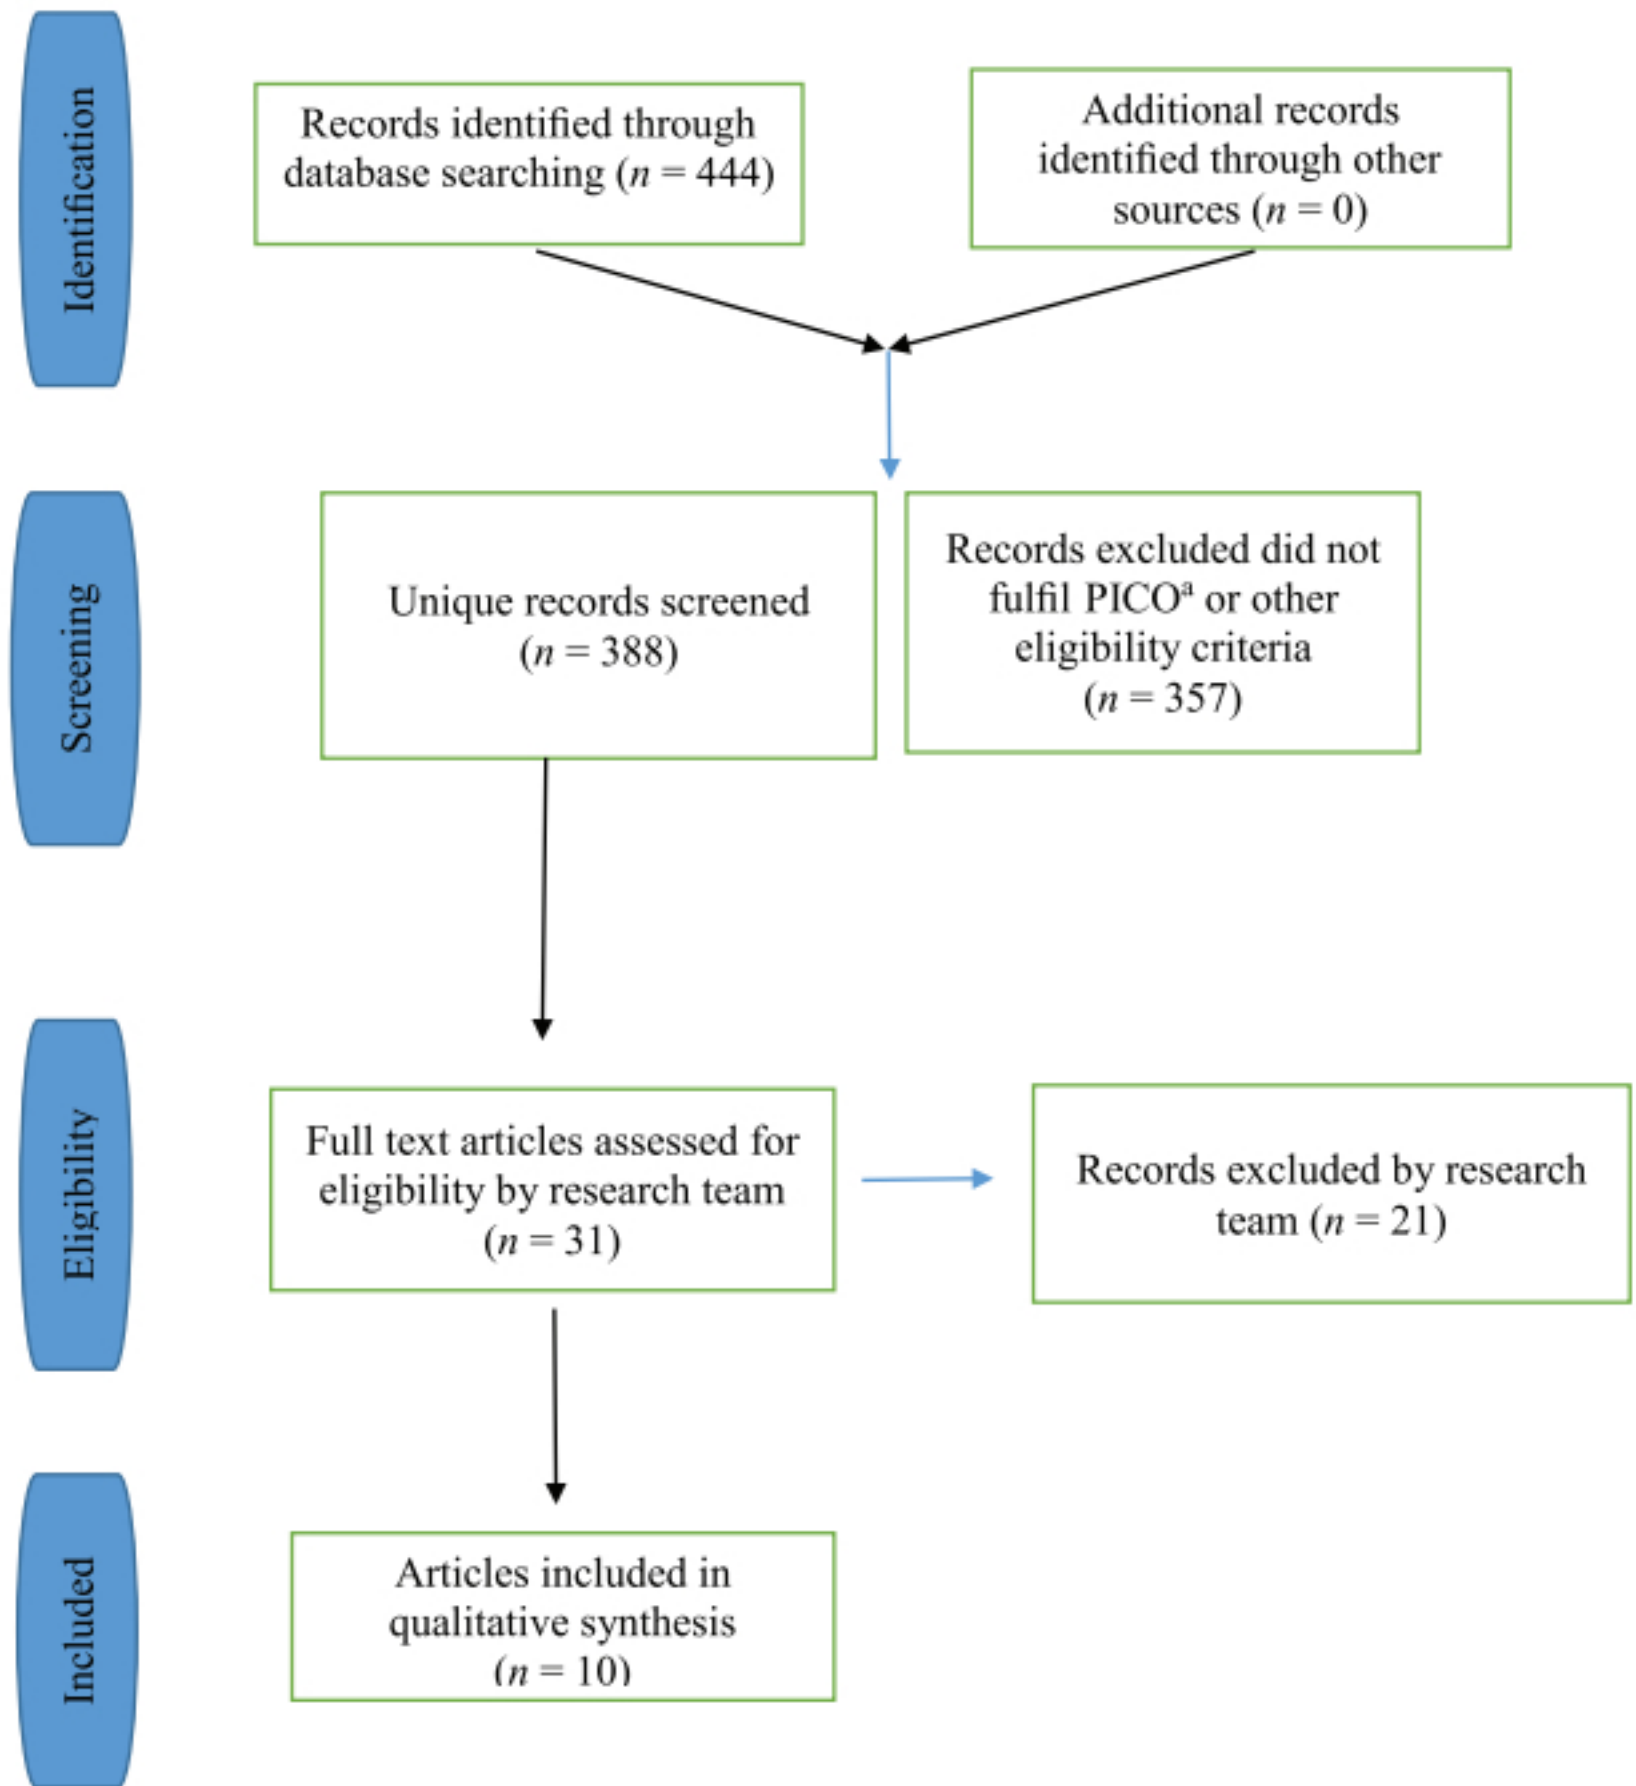 Identification
Records identified through
database searching (n = 444)
Additional records
identified through other
sources (n = 0)
Screening
Unique records screened
(n = 388)
Records excluded did not
fulfil PICOᵃ or other
eligibility criteria
(n = 357)
Eligibility
Full text articles assessed for
eligibility by research team
(n = 31)
Records excluded by research
team (n = 21)
Included
Articles included in
qualitative synthesis
(n = 10)